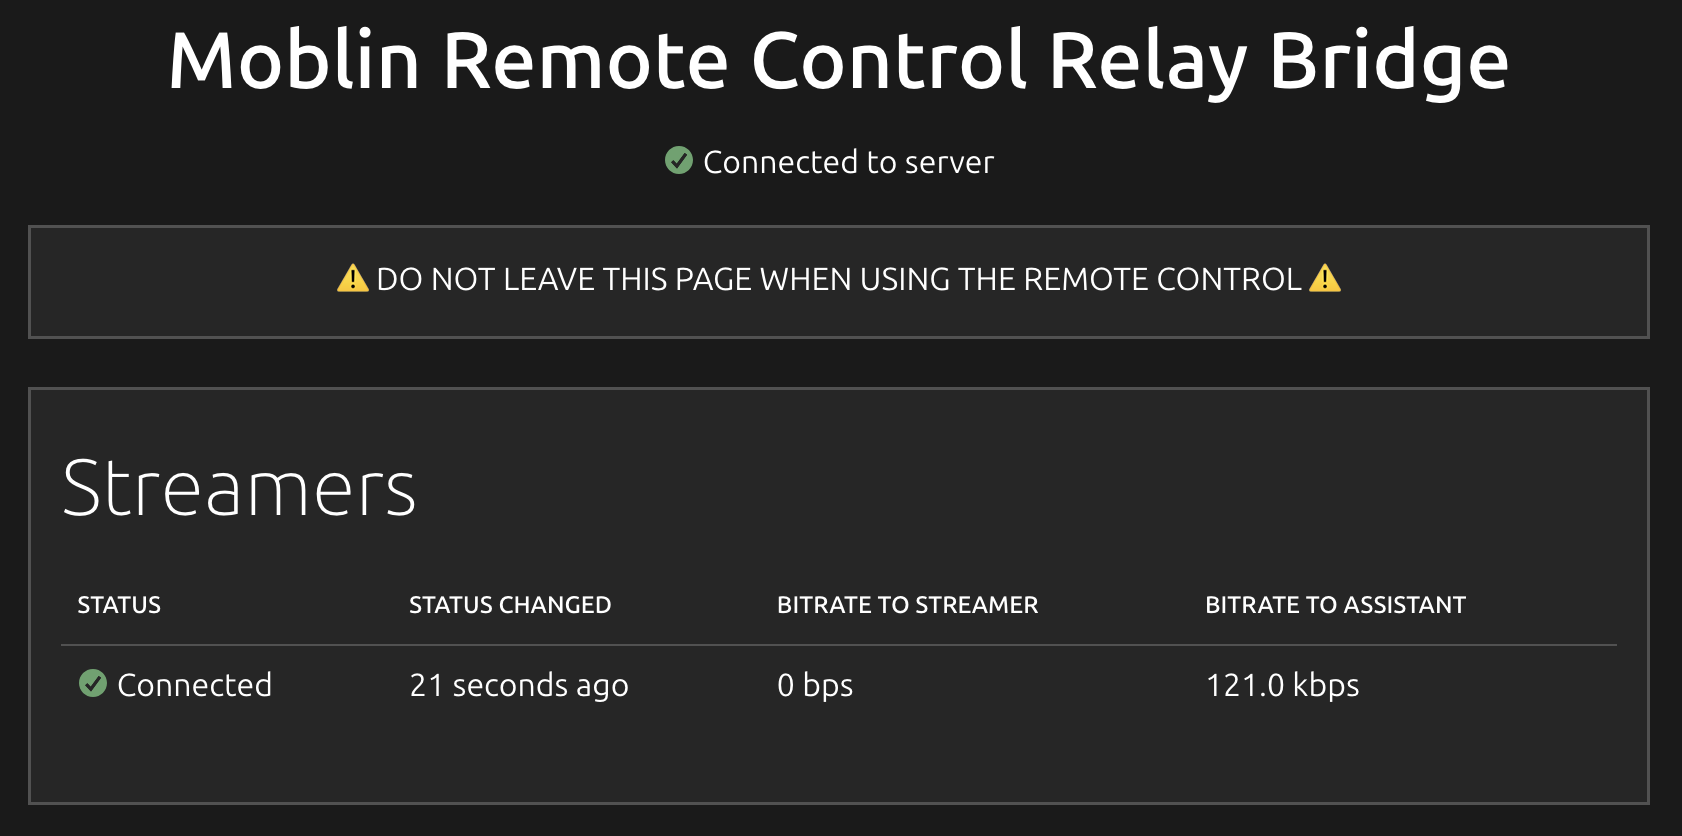 Moblin Remote Control Relay Bridge
Connected to server
⚠️ DO NOT LEAVE THIS PAGE WHEN USING THE REMOTE CONTROL ⚠️
Streamers
STATUS STATUS CHANGED BITRATE TO STREAMER BITRATE TO ASSISTANT
Connected 21 seconds ago 0 bps 121.0 kbps